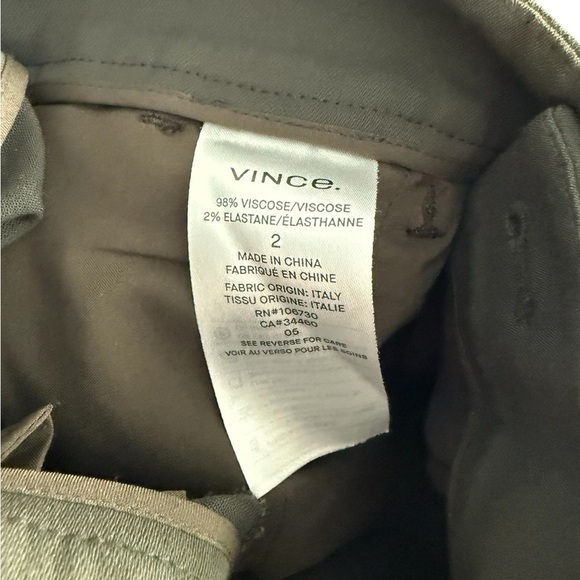 VINCe.
98% VISCOSE/VISCOSE
2% ELASTANE/ÉLASTHANNE
2
MADE IN CHINA
FABRIQUÉ EN CHINE
FABRIC ORIGIN: ITALY
TISSU ORIGINE: ITALIE
RN#106730
CA#34460
05
SEE REVERSE FOR CARE
VOIR AU VERSO POUR LES SOINS